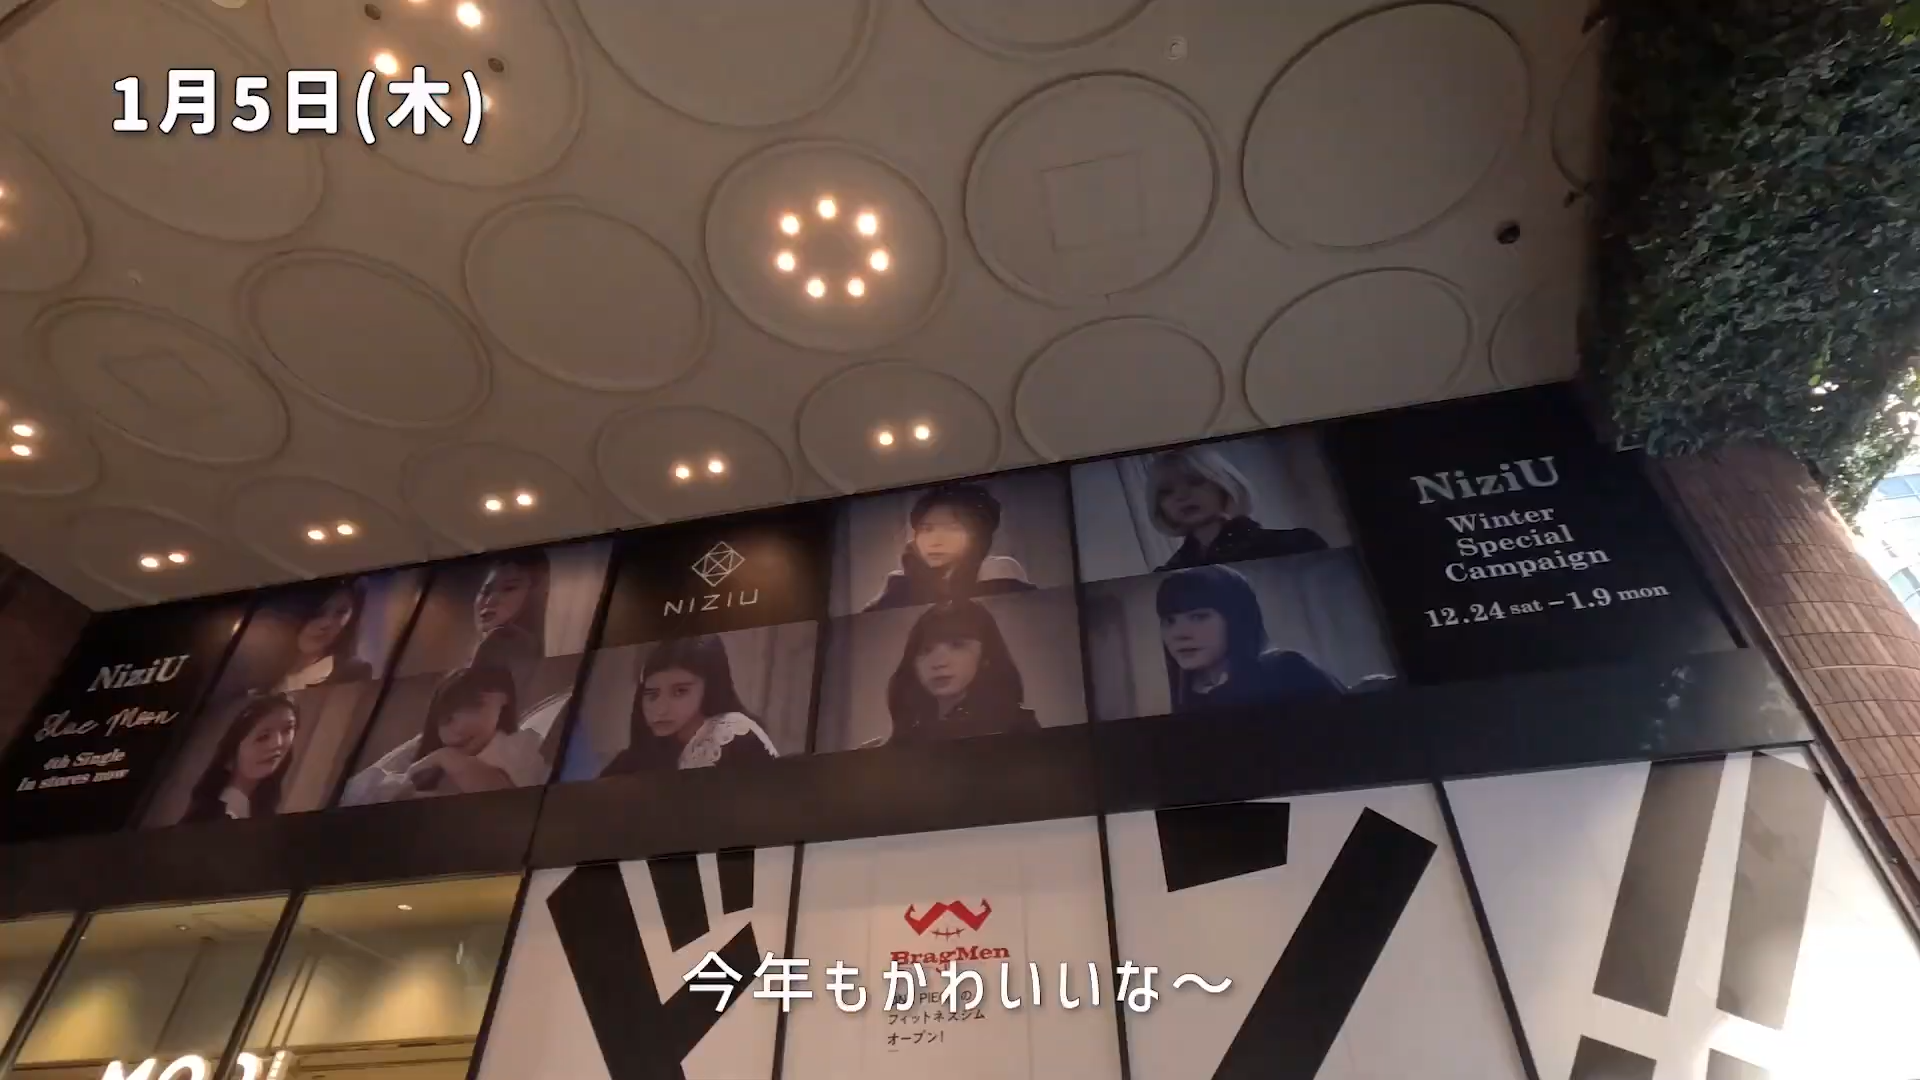 1月5日(木)
NiziU
Winter
Special
Campaign
12.24 sat – 1.9 mon
NIZIU
NiziU
Blue Moon
4th Single
In stores now
ドン!!
BragMen
フィットネスジム
オープン!
MODI
今年もかわいいな〜